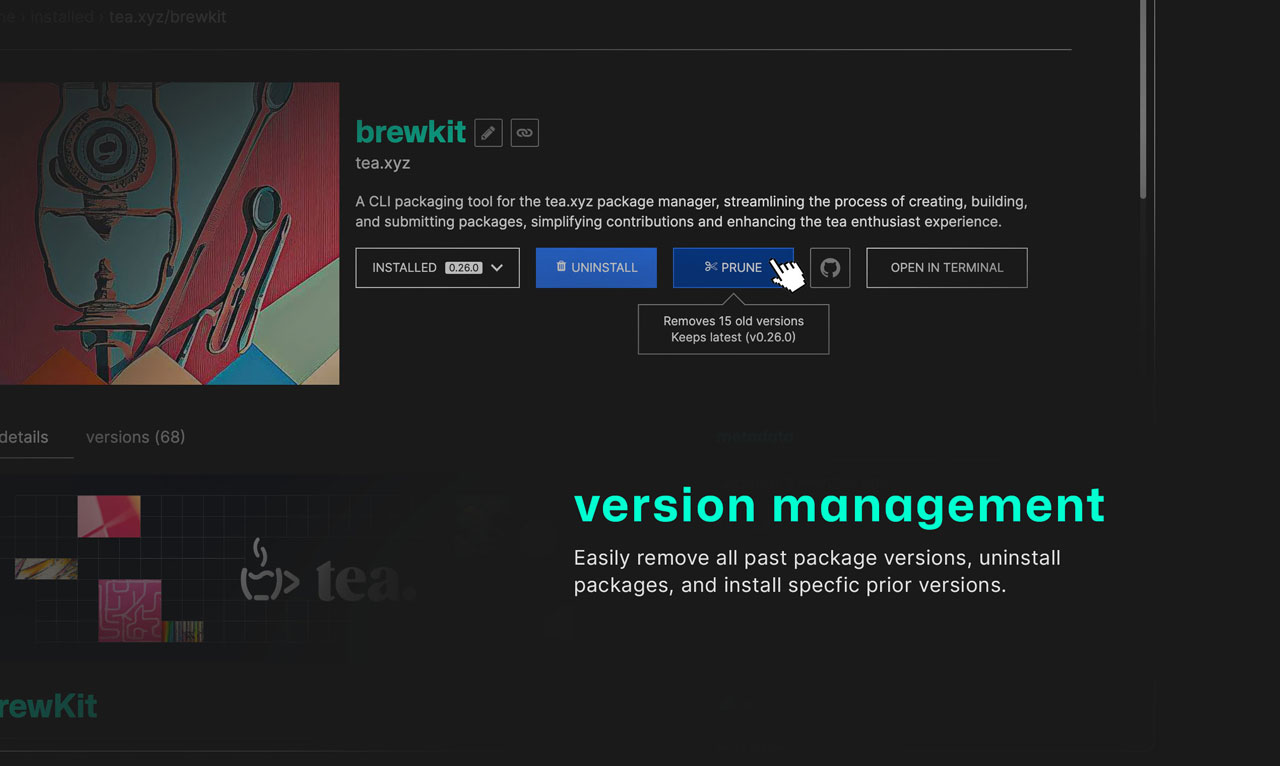 installed › tea.xyz/brewkit
brewkit
tea.xyz
A CLI packaging tool for the tea.xyz package manager, streamlining the process of creating, building,
and submitting packages, simplifying contributions and enhancing the tea enthusiast experience.
INSTALLED 0.26.0
UNINSTALL
PRUNE
OPEN IN TERMINAL
Removes 15 old versions
Keeps latest (v0.26.0)
details
versions (68)
metadata
version management
Easily remove all past package versions, uninstall
packages, and install specfic prior versions.
tea.
rewKit